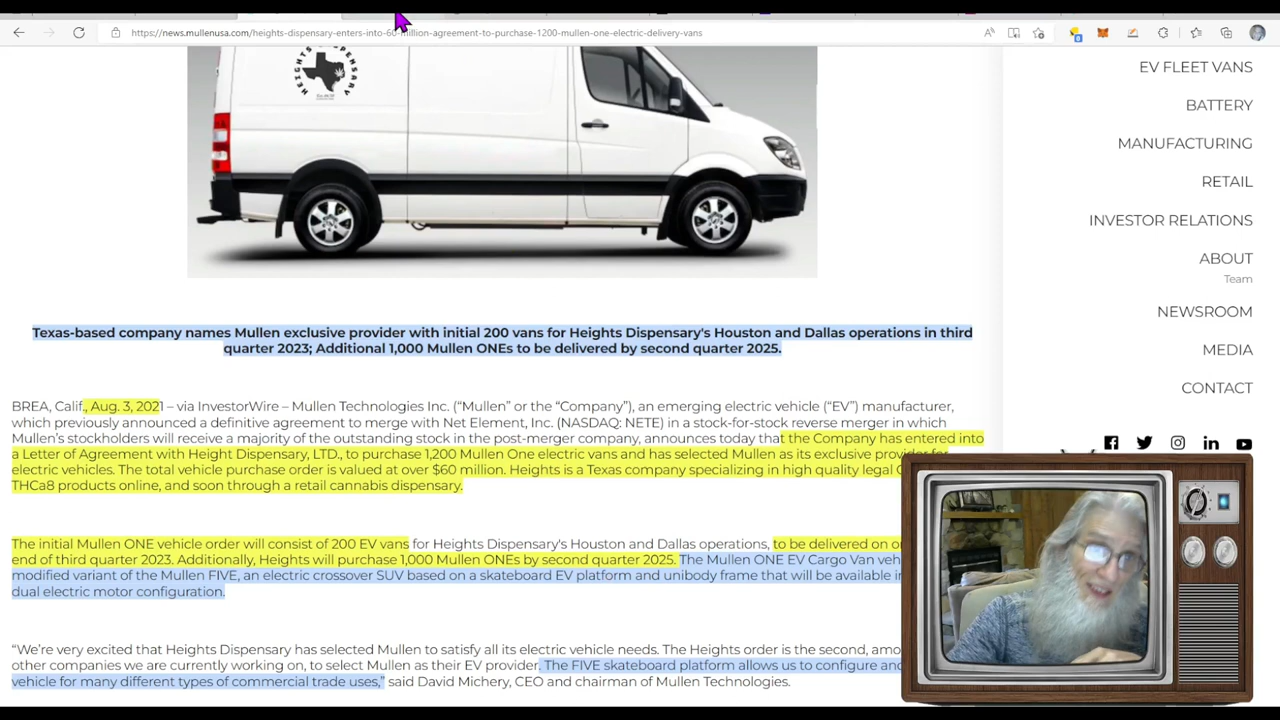 https://news.mullenusa.com/heights-dispensary-enters-into-60-million-agreement-to-purchase-1200-mullen-one-electric-delivery-vans
HEIGHTS DISPENSARY
EV FLEET VANS
BATTERY
MANUFACTURING
RETAIL
INVESTOR RELATIONS
ABOUT
Team
NEWSROOM
MEDIA
CONTACT
Texas-based company names Mullen exclusive provider with initial 200 vans for Heights Dispensary's Houston and Dallas operations in third
quarter 2023; Additional 1,000 Mullen ONEs to be delivered by second quarter 2025.
BREA, Calif., Aug. 3, 2021 – via InvestorWire – Mullen Technologies Inc. (“Mullen” or the “Company”), an emerging electric vehicle (“EV”) manufacturer,
which previously announced a definitive agreement to merge with Net Element, Inc. (NASDAQ: NETE) in a stock-for-stock reverse merger in which
Mullen’s stockholders will receive a majority of the outstanding stock in the post-merger company, announces today that the Company has entered into
a Letter of Agreement with Height Dispensary, LTD., to purchase 1,200 Mullen One electric vans and has selected Mullen as its exclusive provider for
electric vehicles. The total vehicle purchase order is valued at over $60 million. Heights is a Texas company specializing in high quality legal
THCa8 products online, and soon through a retail cannabis dispensary.
The initial Mullen ONE vehicle order will consist of 200 EV vans for Heights Dispensary's Houston and Dallas operations, to be delivered on
end of third quarter 2023. Additionally, Heights will purchase 1,000 Mullen ONEs by second quarter 2025. The Mullen ONE EV Cargo Van
modified variant of the Mullen FIVE, an electric crossover SUV based on a skateboard EV platform and unibody frame that will be available
dual electric motor configuration.
“We’re very excited that Heights Dispensary has selected Mullen to satisfy all its electric vehicle needs. The Heights order is the second,
other companies we are currently working on, to select Mullen as their EV provider. The FIVE skateboard platform allows us to configure
vehicle for many different types of commercial trade uses,” said David Michery, CEO and chairman of Mullen Technologies.